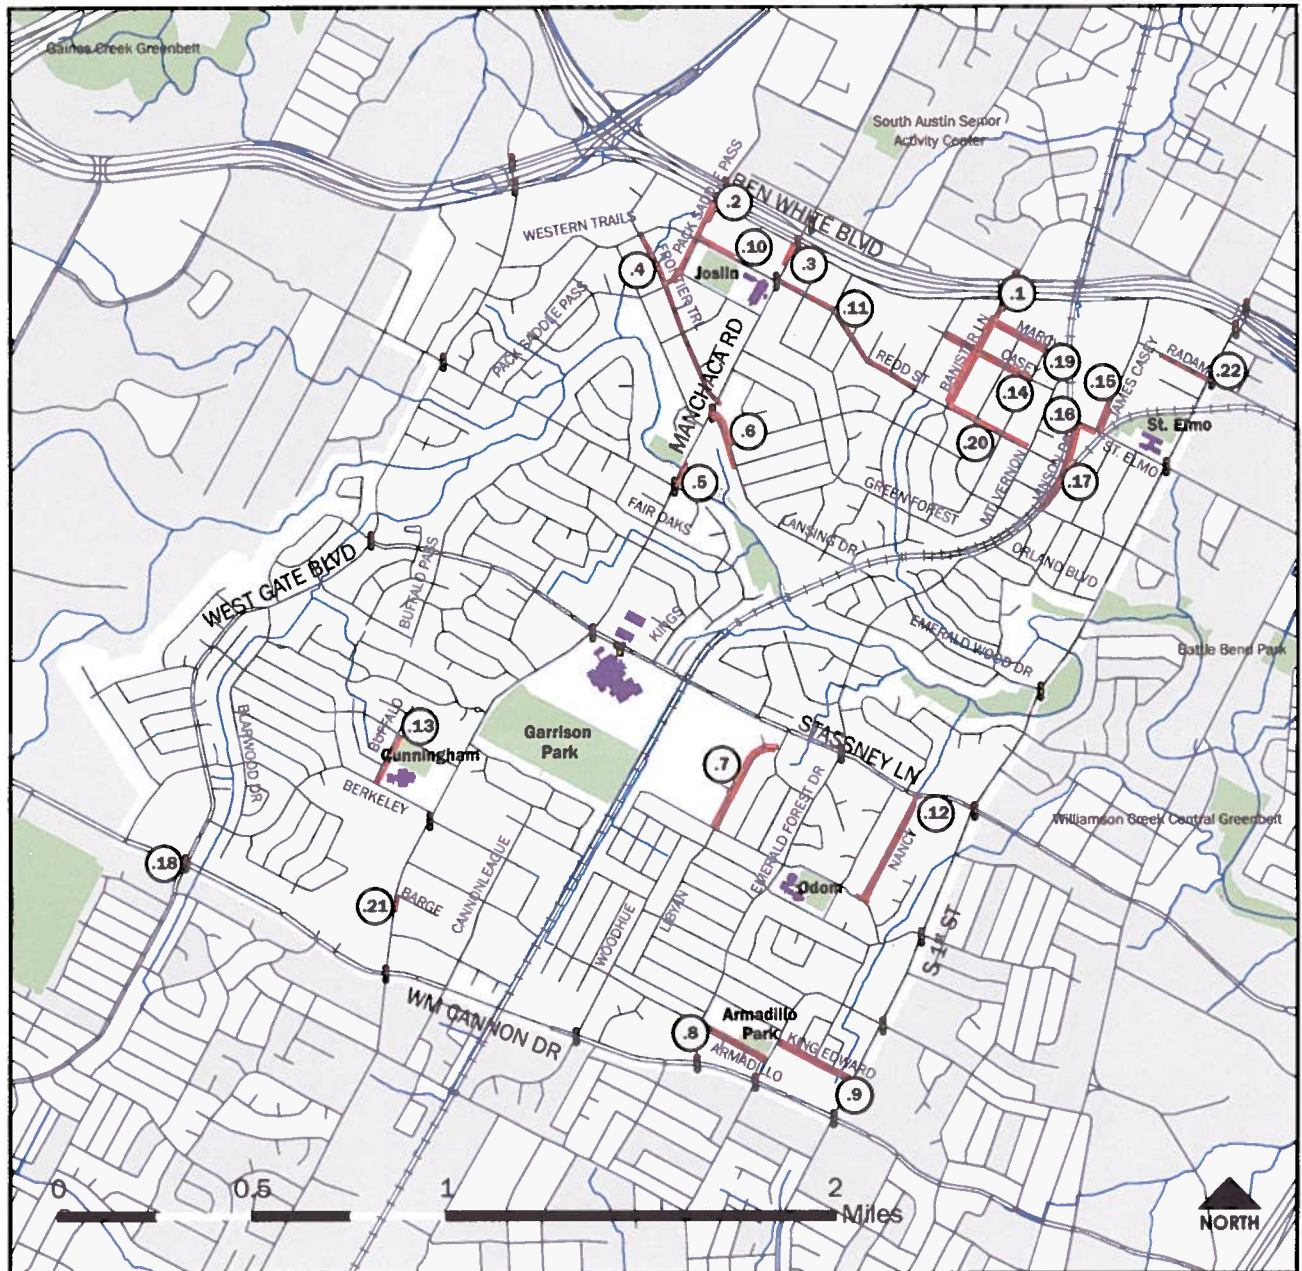 Gaines Creek Greenbelt
South Austin Senior
Activity Center
PACK SADDLE PASS
BEN WHITE BLVD
.2
WESTERN TRAILS
.10
.3
.4
Joslin
FRONTIER TRL
.1
.11
PACK SADDLE PASS
MANCHACA RD
BANISTER LN
.19
CASEY
JAMES CASEY
RADAM
.22
REDD ST
.14
.15
.16
St. Elmo
.6
.20
ST. ELMO
.5
.17
GREEN FOREST
MT. VERNON
FAIR OAKS
LANSING DR
ORLAND BLVD
WEST GATE BLVD
BUFFALO PASS
KINGS
EMERALD WOOD DR
Battle Bend Park
BUFFALO
.13
Cunningham
Garrison
Park
STASSNEY LN
BLARWOOD DR
BERKELEY
.7
EMERALD FOREST DR
.12
Williamson Creek Central Greenbelt
NANCY
.18
CANNONLEAGUE
Odom
.21
BARGE
WOODHUE
LIBYAN
S 1st ST
WM CANNON DR
Armadillo
Park
.8
ARMADILLO
KING EDWARD
.9
0
0.5
1
2
Miles
NORTH